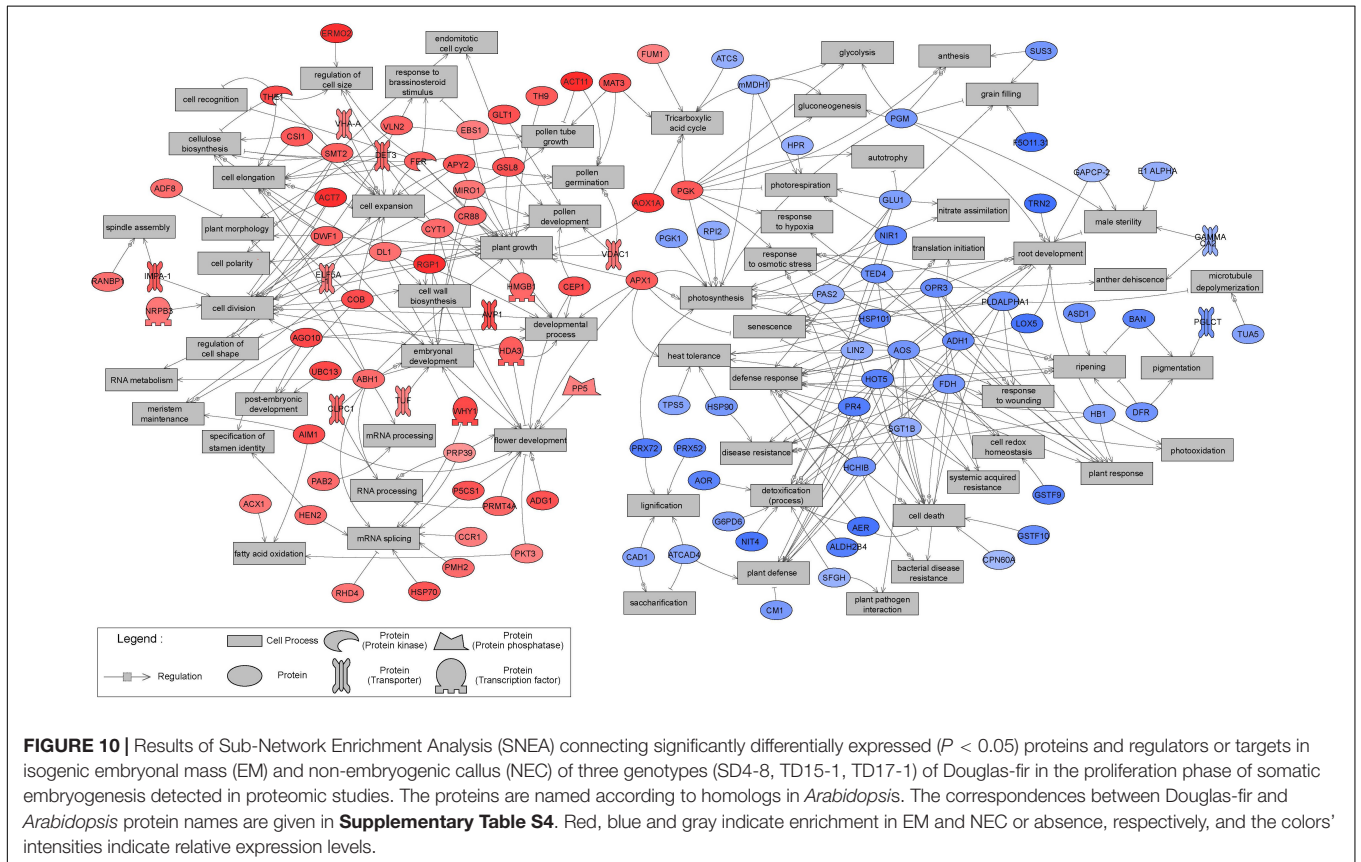 ERMO2
endomitotic cell cycle
regulation of cell size
response to brassinosteroid stimulus
cell recognition
THE1
VHA-A
CSI1
VLN2
EBS1
GLT1
TH9
ACT11
MAT3
FUM1
ATCS
mMDH1
glycolysis
anthesis
SUS3
gluconeogenesis
grain filling
PGM
F5O11.31
cellulose biosynthesis
SMT2
DET3
FER
APY2
GSL8
pollen tube growth
Tricarboxylic acid cycle
HPR
autotrophy
photorespiration
GAPCP-2
E1 ALPHA
ADF8
cell elongation
ACT7
cell expansion
MIRO1
CR88
pollen germination
pollen development
AOX1A
PGK
GLU1
nitrate assimilation
TRN2
male sterility
spindle assembly
plant morphology
DWF1
CYT1
plant growth
VDAC1
PGK1
RPI2
response to hypoxia
NIR1
translation initiation
root development
GAMMA CA2
cell polarity
DL1
RGP1
response to osmotic stress
TED4
OPR3
anther dehiscence
microtubule depolymerization
RANBP1
IMPA-1
ELF5A-1
cell wall biosynthesis
HMGB1
CEP1
APX1
photosynthesis
PAS2
PLDALPHA1
NRPB3
cell division
COB
AVP1
developmental process
senescence
HSP101
LOX5
ASD1
BAN
PGLCT
TUA5
regulation of cell shape
AGO10
embryonal development
HDA3
heat tolerance
LIN2
AOS
ADH1
ripening
pigmentation
RNA metabolism
UBC13
ABH1
PP5
defense response
HOT5
FDH
response to wounding
meristem maintenance
post-embryonic development
CLPC1
TUF
WHY1
TPS5
HSP90
PR4
HB1
DFR
specification of stamen identity
AIM1
mRNA processing
flower development
SGT1B
cell redox homeostasis
photooxidation
PRP39
PRX72
PRX52
disease resistance
HCHIB
systemic acquired resistance
plant response
PAB2
RNA processing
P5CS1
PRMT4A
ADG1
AOR
detoxification (process)
GSTF9
ACX1
HEN2
lignification
G6PD6
NIT4
AER
cell death
GSTF10
fatty acid oxidation
mRNA splicing
CCR1
PKT3
PMH2
CAD1
ATCAD4
ALDH2B4
CPN60A
RHD4
HSP70
plant defense
SFGH
bacterial disease resistance
saccharification
CM1
plant pathogen interaction
Legend :
Cell Process
Protein (Protein kinase)
Protein (Protein phosphatase)
Regulation
Protein
Protein (Transporter)
Protein (Transcription factor)
FIGURE 10 | Results of Sub-Network Enrichment Analysis (SNEA) connecting significantly differentially expressed (P < 0.05) proteins and regulators or targets in
isogenic embryonal mass (EM) and non-embryogenic callus (NEC) of three genotypes (SD4-8, TD15-1, TD17-1) of Douglas-fir in the proliferation phase of somatic
embryogenesis detected in proteomic studies. The proteins are named according to homologs in Arabidopsis. The correspondences between Douglas-fir and
Arabidopsis protein names are given in Supplementary Table S4. Red, blue and gray indicate enrichment in EM and NEC or absence, respectively, and the colors'
intensities indicate relative expression levels.